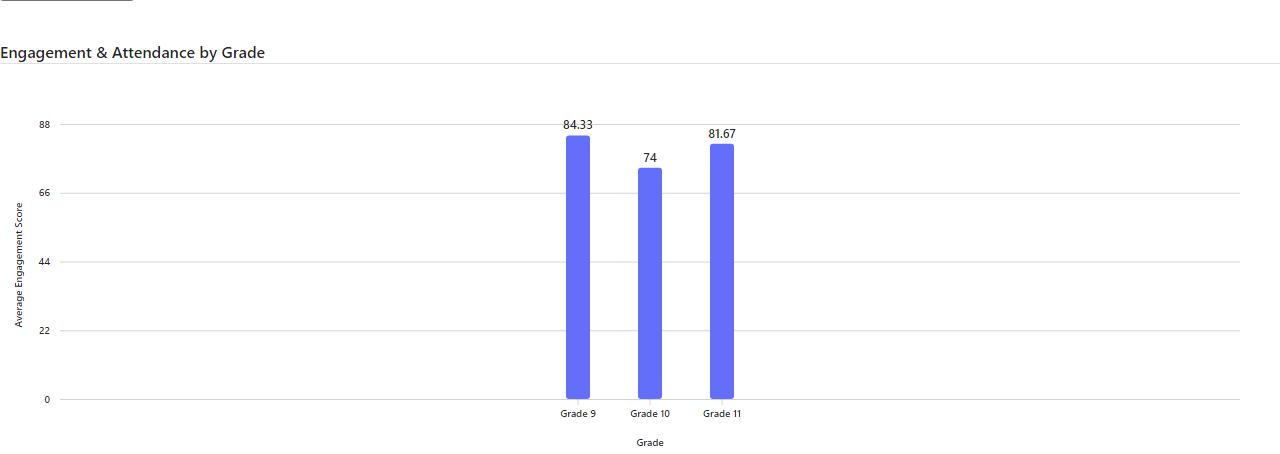 Engagement & Attendance by Grade
88
66
44
22
0
Average Engagement Score
84.33
74
81.67
Grade 9
Grade 10
Grade 11
Grade